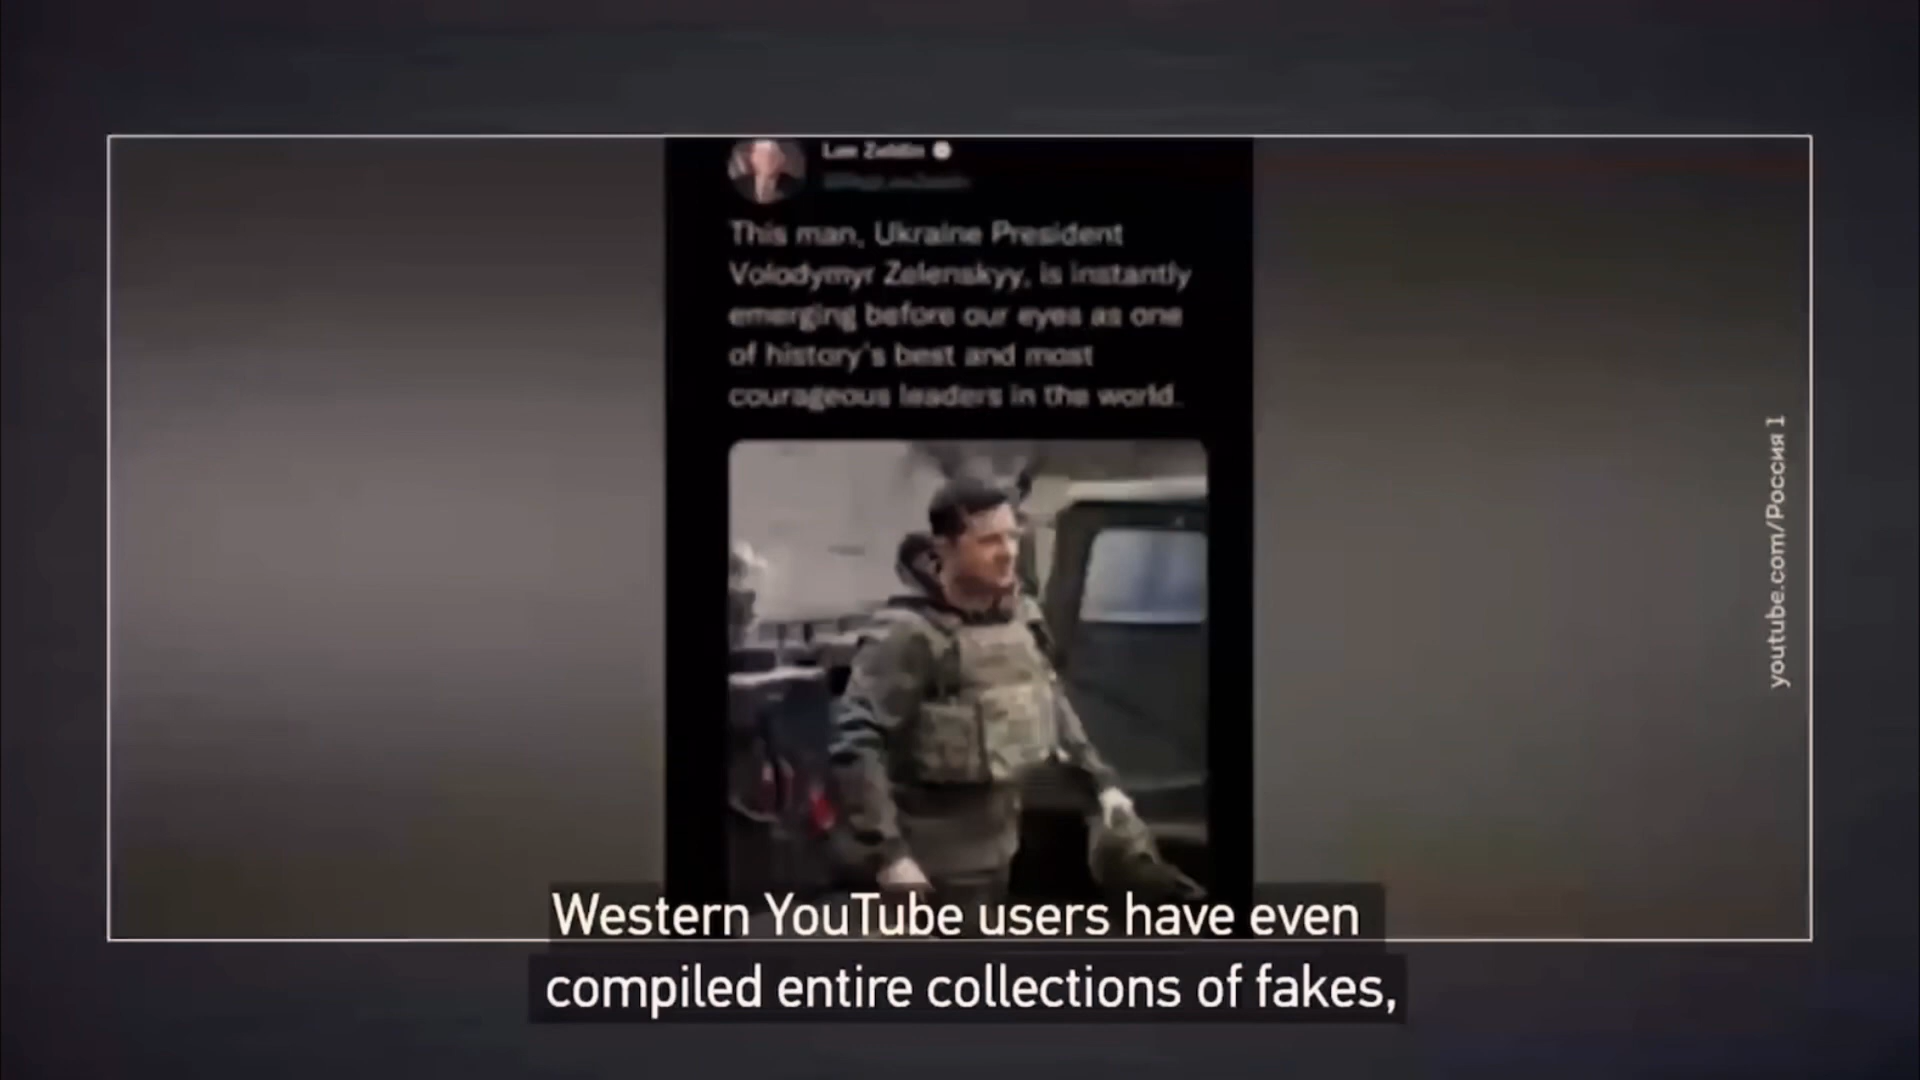 This man, Ukraine President
Volodymyr Zelenskyy, is instantly
emerging before our eyes as one
of history's best and most
courageous leaders in the world.
youtube.com/Россия 1
Western YouTube users have even
compiled entire collections of fakes,